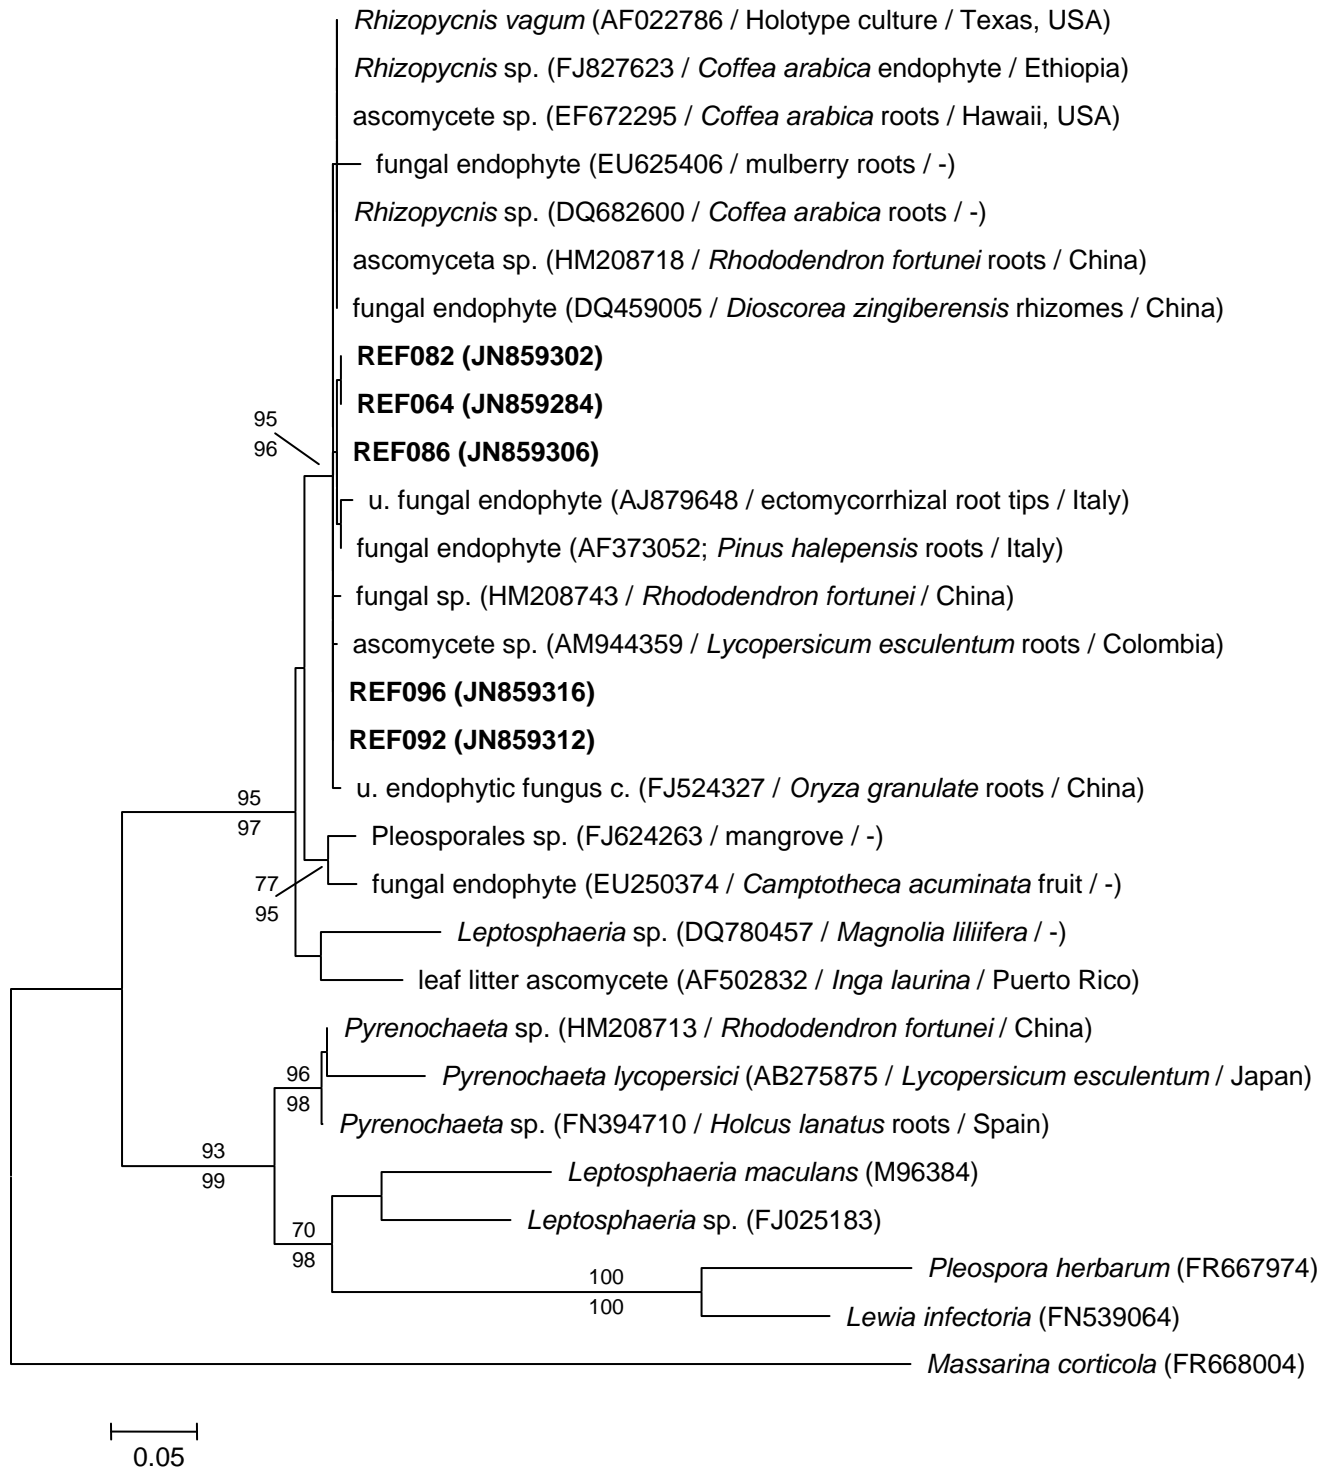 Rhizopycnis vagum (AF022786 / Holotype culture / Texas, USA)
Rhizopycnis sp. (FJ827623 / Coffea arabica endophyte / Ethiopia)
ascomycete sp. (EF672295 / Coffea arabica roots / Hawaii, USA)
fungal endophyte (EU625406 / mulberry roots / -)
Rhizopycnis sp. (DQ682600 / Coffea arabica roots / -)
ascomyceta sp. (HM208718 / Rhododendron fortunei roots / China)
fungal endophyte (DQ459005 / Dioscorea zingiberensis rhizomes / China)
REF082 (JN859302)
REF064 (JN859284)
95
96
REF086 (JN859306)
u. fungal endophyte (AJ879648 / ectomycorrhizal root tips / Italy)
fungal endophyte (AF373052; Pinus halepensis roots / Italy)
fungal sp. (HM208743 / Rhododendron fortunei / China)
ascomycete sp. (AM944359 / Lycopersicum esculentum roots / Colombia)
REF096 (JN859316)
REF092 (JN859312)
u. endophytic fungus c. (FJ524327 / Oryza granulate roots / China)
95
97
Pleosporales sp. (FJ624263 / mangrove / -)
77
95
fungal endophyte (EU250374 / Camptotheca acuminata fruit / -)
Leptosphaeria sp. (DQ780457 / Magnolia liliifera / -)
leaf litter ascomycete (AF502832 / Inga laurina / Puerto Rico)
Pyrenochaeta sp. (HM208713 / Rhododendron fortunei / China)
96
98
Pyrenochaeta lycopersici (AB275875 / Lycopersicum esculentum / Japan)
Pyrenochaeta sp. (FN394710 / Holcus lanatus roots / Spain)
93
99
Leptosphaeria maculans (M96384)
Leptosphaeria sp. (FJ025183)
70
98
Pleospora herbarum (FR667974)
100
100
Lewia infectoria (FN539064)
Massarina corticola (FR668004)
0.05